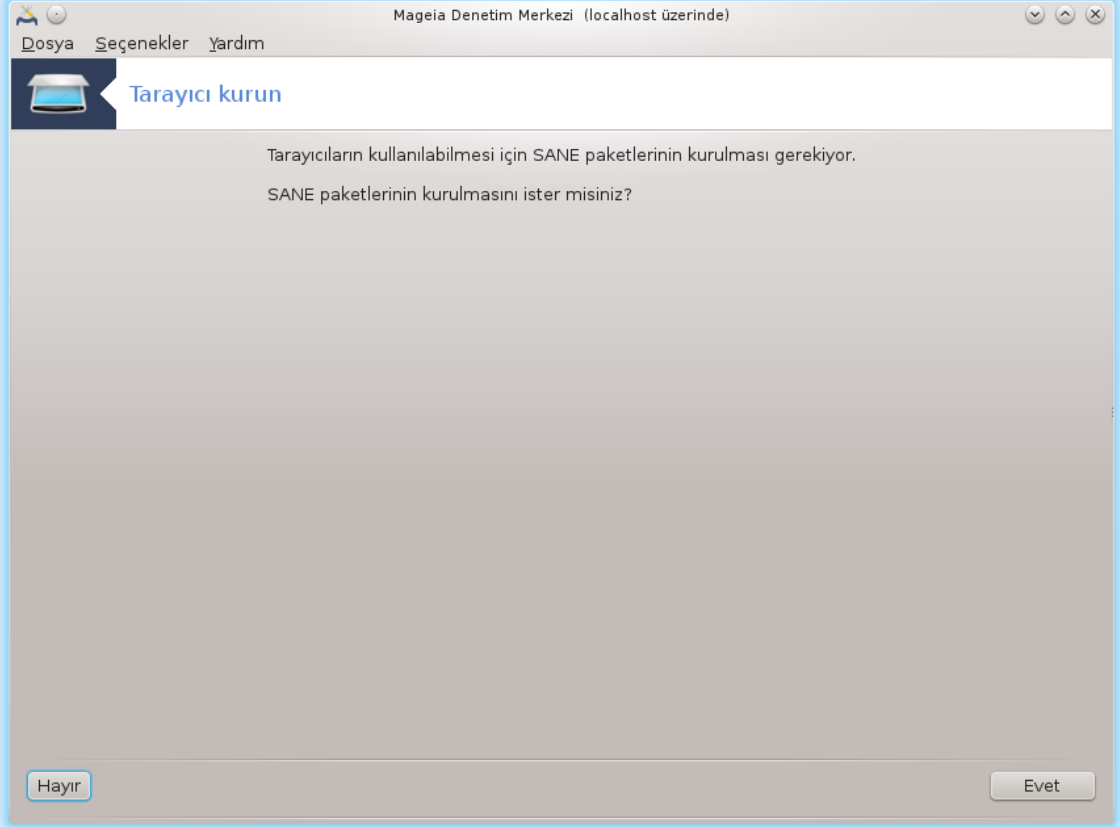 Mageia Denetim Merkezi (localhost üzerinde)
Dosya Seçenekler Yardım
Tarayıcı kurun
Tarayıcıların kullanılabilmesi için SANE paketlerinin kurulması gerekiyor.
SANE paketlerinin kurulmasını ister misiniz?
Hayır Evet